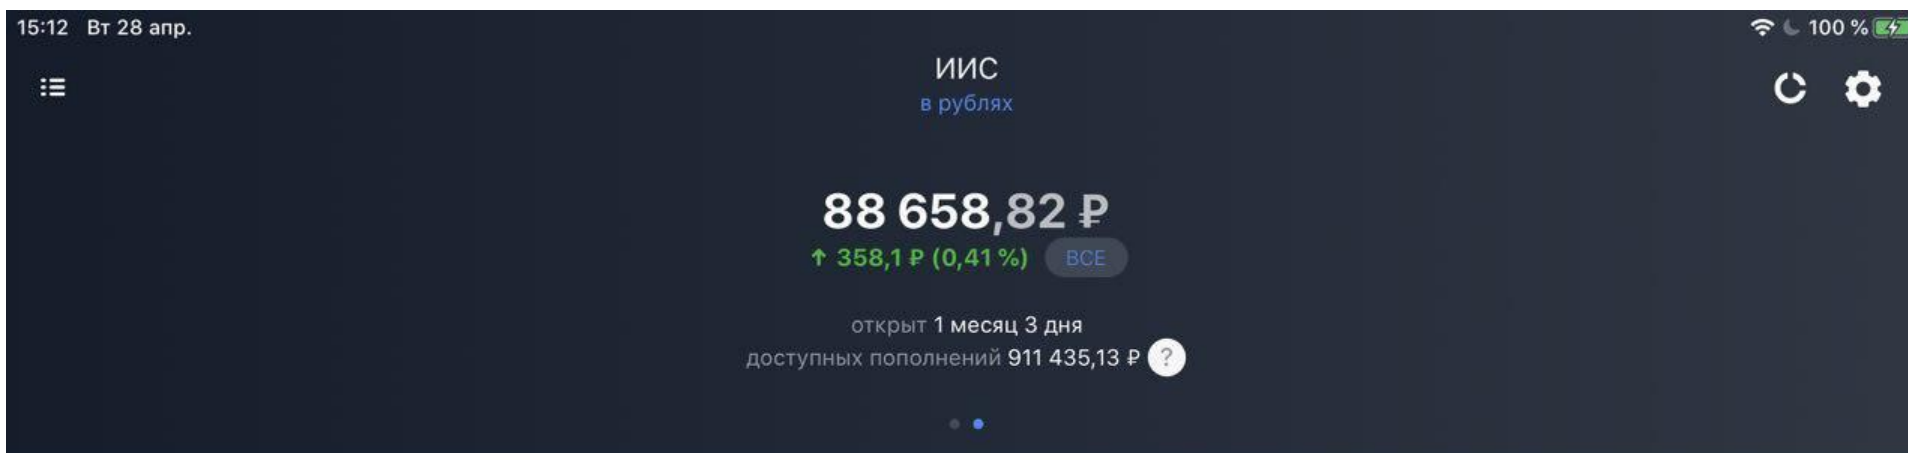 15:12 Вт 28 апр. 100 %
ИИС
в рублях
88 658,82 ₽
↑ 358,1 ₽ (0,41 %) ВСЕ
открыт 1 месяц 3 дня
доступных пополнений 911 435,13 ₽ ?